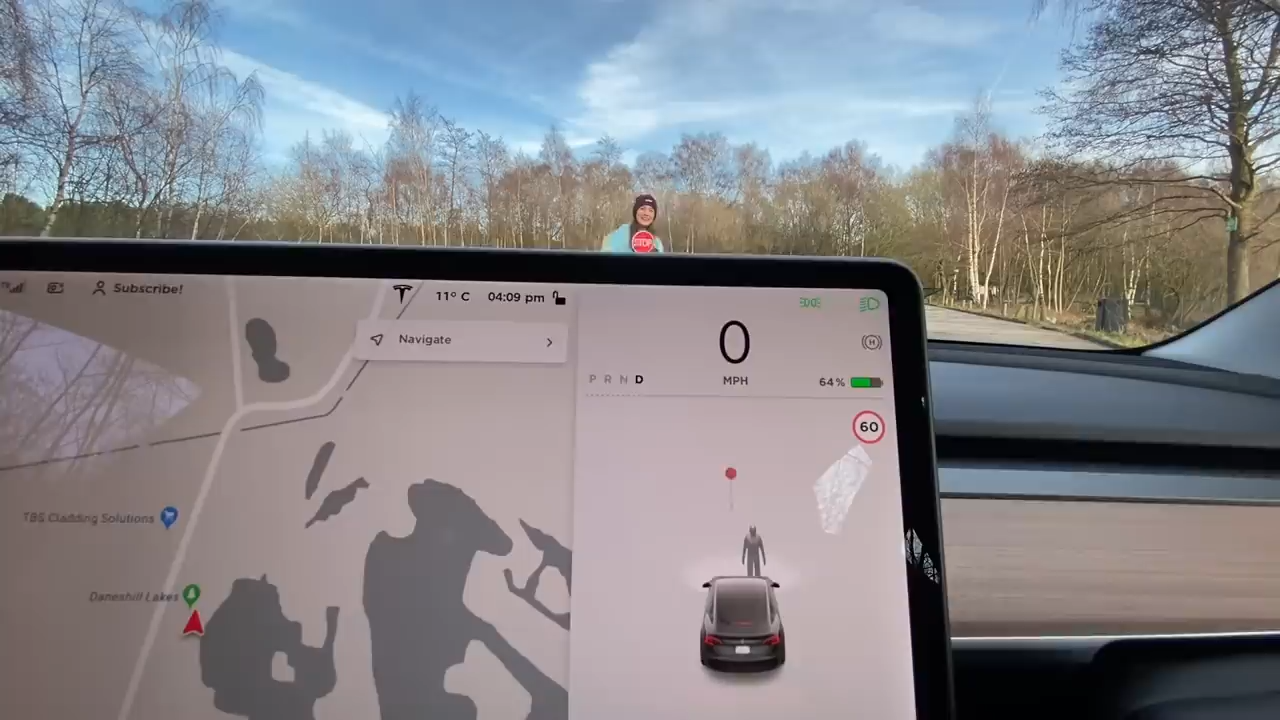 Subscribe!
11° C
04:09 pm
Navigate
STOP
0
MPH
P R N D
64%
H
60
TBS Cladding Solutions
Daneshill Lakes